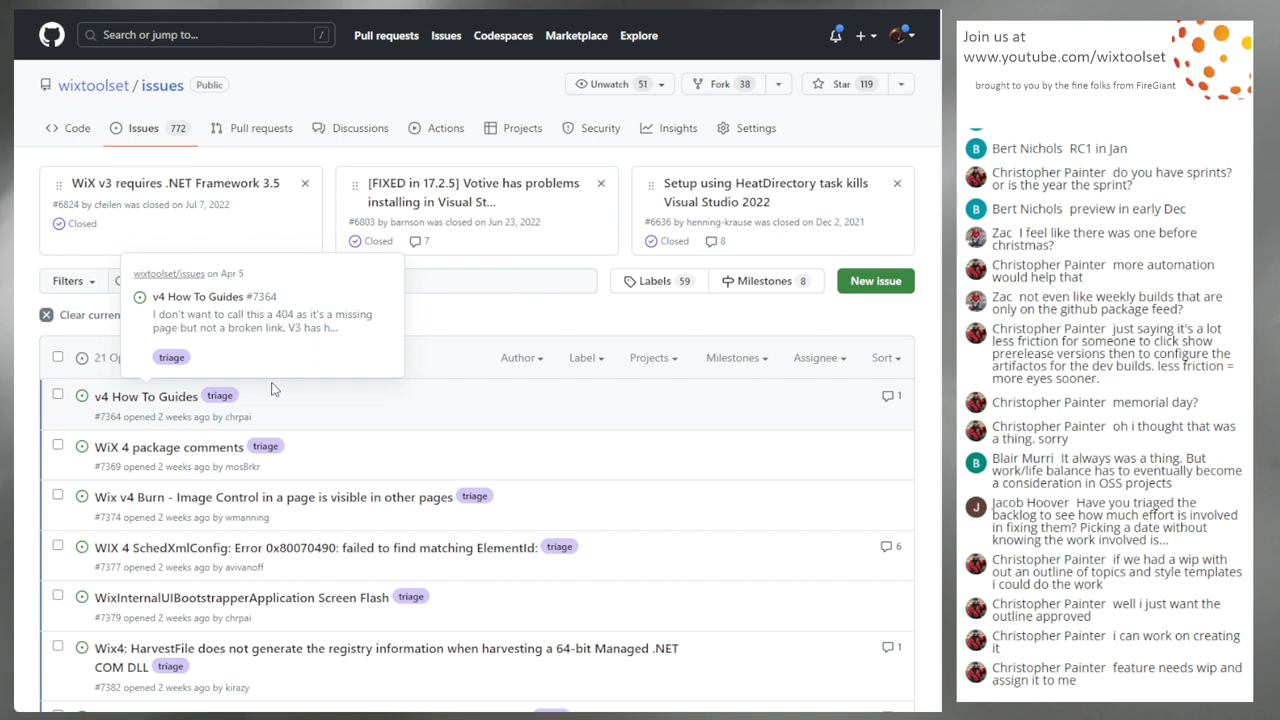 Search or jump to...
/
Pull requests
Issues
Codespaces
Marketplace
Explore
wixtoolset / issues
Public
Unwatch 51
Fork 38
Star 119
Code
Issues 772
Pull requests
Discussions
Actions
Projects
Security
Insights
Settings
WiX v3 requires .NET Framework 3.5
#6824 by cfeilen was closed on Jul 7, 2022
Closed
[FIXED in 17.2.5] Votive has problems
installing in Visual St...
#6803 by barnson was closed on Jun 23, 2022
Closed 7
Setup using HeatDirectory task kills
Visual Studio 2022
#6636 by henning-krause was closed on Dec 2, 2021
Closed 8
Filters
Labels 59
Milestones 8
New issue
wixtoolset/issues on Apr 5
v4 How To Guides #7364
I don't want to call this a 404 as it's a missing
page but not a broken link. V3 has h...
triage
Clear curren
21 Op
Author
Label
Projects
Milestones
Assignee
Sort
v4 How To Guides triage
1
#7364 opened 2 weeks ago by chrpai
WiX 4 package comments triage
#7369 opened 2 weeks ago by mosBrkr
Wix v4 Burn - Image Control in a page is visible in other pages triage
#7374 opened 2 weeks ago by wmanning
WIX 4 SchedXmlConfig: Error 0x80070490: failed to find matching ElementId: triage
6
#7377 opened 2 weeks ago by avivanoff
WixInternalUIBootstrapperApplication Screen Flash triage
#7379 opened 2 weeks ago by chrpai
Wix4: HarvestFile does not generate the registry information when harvesting a 64-bit Managed .NET
COM DLL triage
1
#7382 opened 2 weeks ago by kirazy
Join us at
www.youtube.com/wixtoolset
brought to you by the fine folks from FireGiant
B Bert Nichols RC1 in Jan
Christopher Painter do you have sprints?
or is the year the sprint?
B Bert Nichols preview in early Dec
Zac I feel like there was one before
christmas?
Christopher Painter more automation
would help that
Zac not even like weekly builds that are
only on the github package feed?
Christopher Painter just saying it's a lot
less friction for someone to click show
prerelease versions then to configure the
artifactos for the dev builds. less friction =
more eyes sooner.
Christopher Painter memorial day?
Christopher Painter oh i thought that was
a thing. sorry
B Blair Murri It always was a thing. But
work/life balance has to eventually become
a consideration in OSS projects
J Jacob Hoover Have you triaged the
backlog to see how much effort is involved
in fixing them? Picking a date without
knowing the work involved is...
Christopher Painter if we had a wip with
out an outline of topics and style templates
i could do the work
Christopher Painter well i just want the
outline approved
Christopher Painter i can work on creating
it
Christopher Painter feature needs wip and
assign it to me